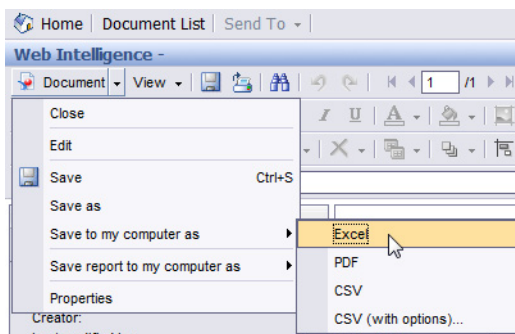 Home Document List Send To
Web Intelligence -
Document View 1 /1
Close
Edit
Save Ctrl+S
Save as
Save to my computer as
Excel
Save report to my computer as
PDF
CSV
Properties
Creator:
CSV (with options)...